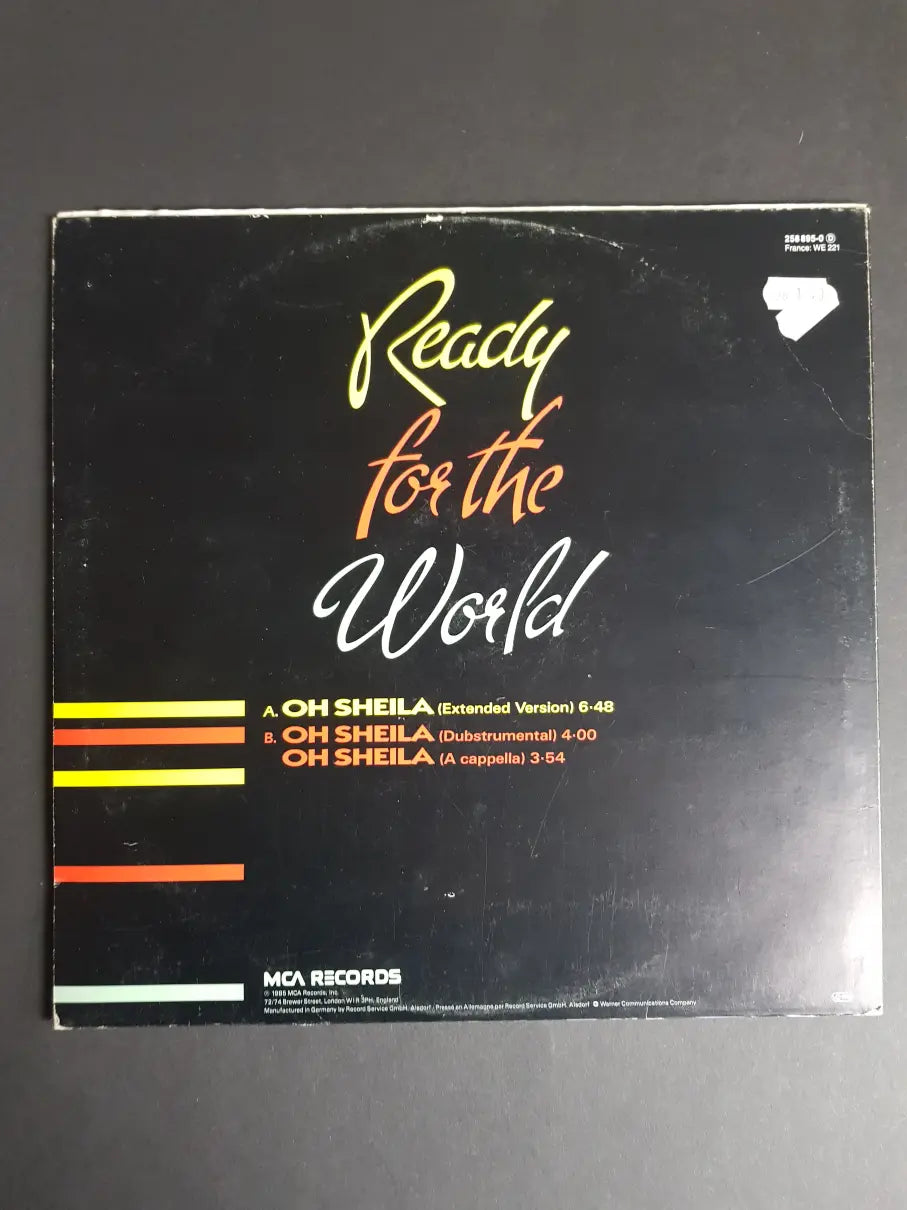 258 895-0 Ⓓ
France: WE 221
Ready
for the
World
A. OH SHEILA (Extended Version) 6·48
B. OH SHEILA (Dubstrumental) 4·00
OH SHEILA (A cappella) 3·54
MCA RECORDS
℗ 1985 MCA Records, Inc.
72/74 Brewer Street, London W1R 3PH, England
Manufactured in Germany by Record Service GmbH, Alsdorf. Pressé en Allemagne par Record Service GmbH, Alsdorf Ⓦ Warner Communications Company